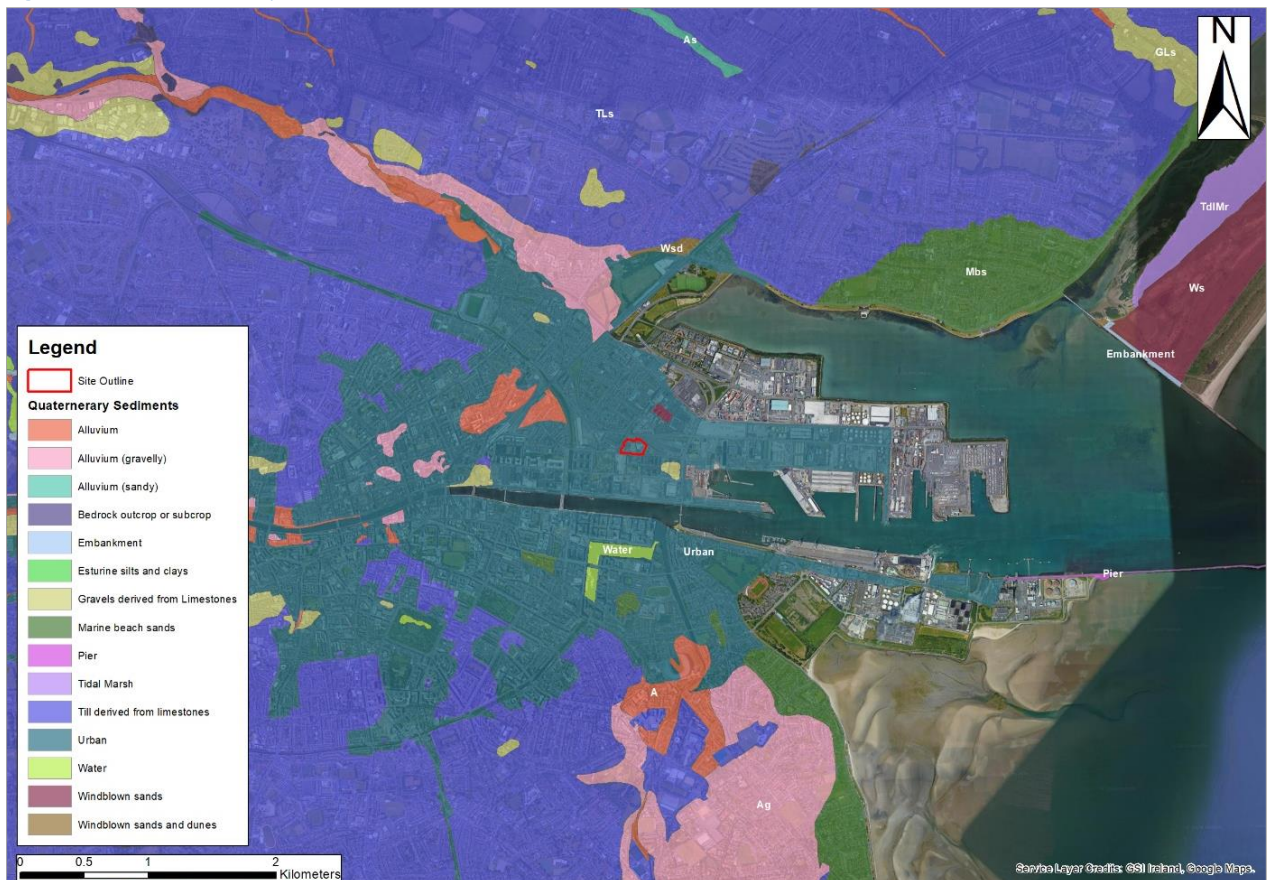 N
As
GLs
TLs
TdlMr
Wsd
Mbs
Ws
Embankment
Legend
Site Outline
Quaternerary Sediments
Alluvium
Alluvium (gravelly)
Alluvium (sandy)
Bedrock outcrop or subcrop
Embankment
Esturine silts and clays
Gravels derived from Limestones
Marine beach sands
Pier
Tidal Marsh
Till derived from limestones
Urban
Water
Windblown sands
Windblown sands and dunes
Water
Urban
Pier
A
Ag
0 0.5 1 2
Kilometers
Service Layer Credits: GSI Ireland, Google Maps.